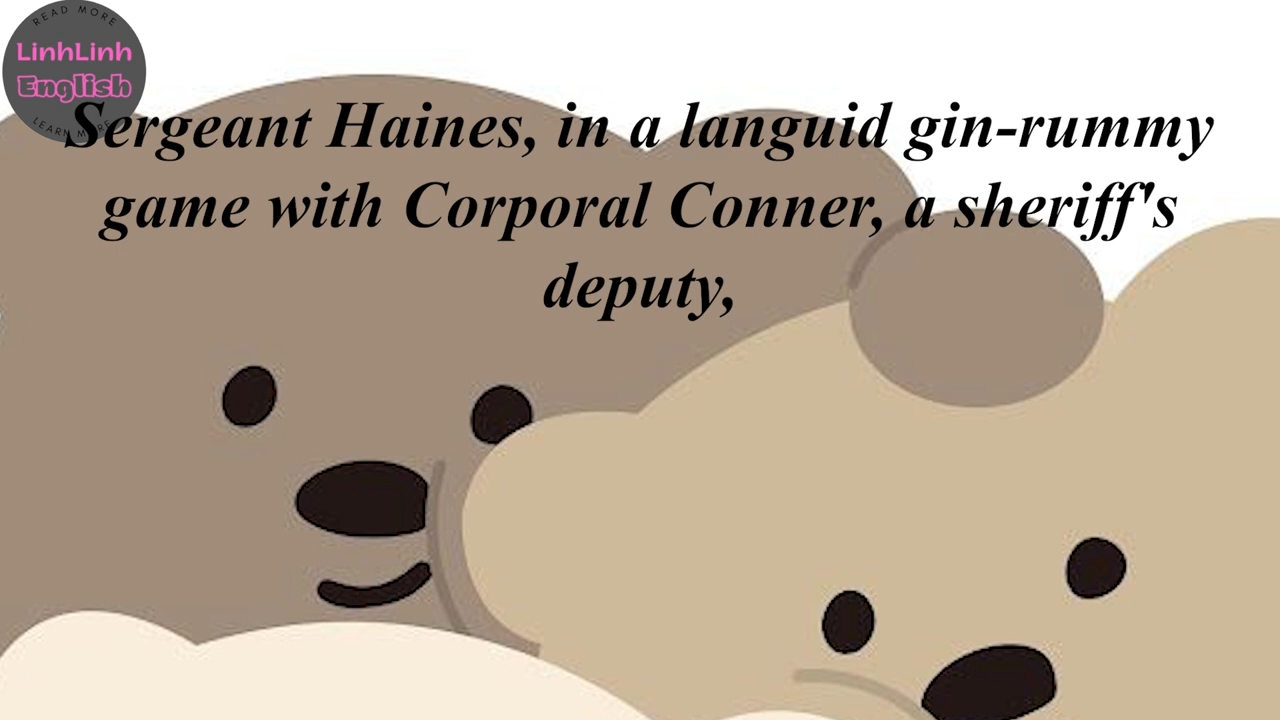 READ MORE
LinhLinh
English
LEARN MORE
Sergeant Haines, in a languid gin-rummy
game with Corporal Conner, a sheriff's
deputy,